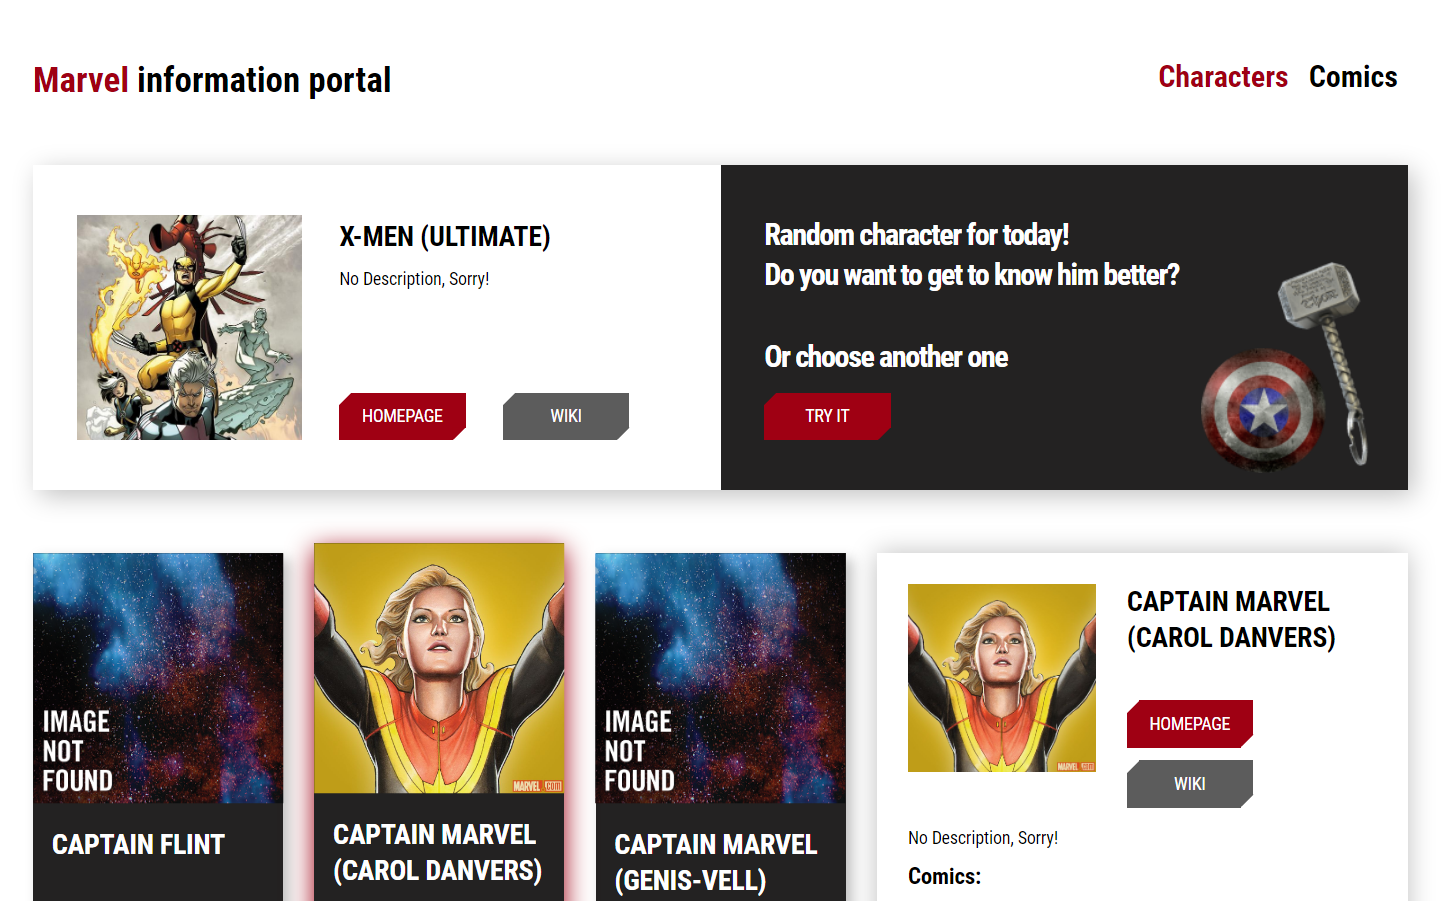 Marvel information portal
Characters Comics
X-MEN (ULTIMATE)
No Description, Sorry!
HOMEPAGE
WIKI
Random character for today!
Do you want to get to know him better?
Or choose another one
TRY IT
IMAGE
NOT
FOUND
CAPTAIN FLINT
MARVEL .com
CAPTAIN MARVEL
(CAROL DANVERS)
IMAGE
NOT
FOUND
CAPTAIN MARVEL
(GENIS-VELL)
MARVEL .com
CAPTAIN MARVEL
(CAROL DANVERS)
HOMEPAGE
WIKI
No Description, Sorry!
Comics: